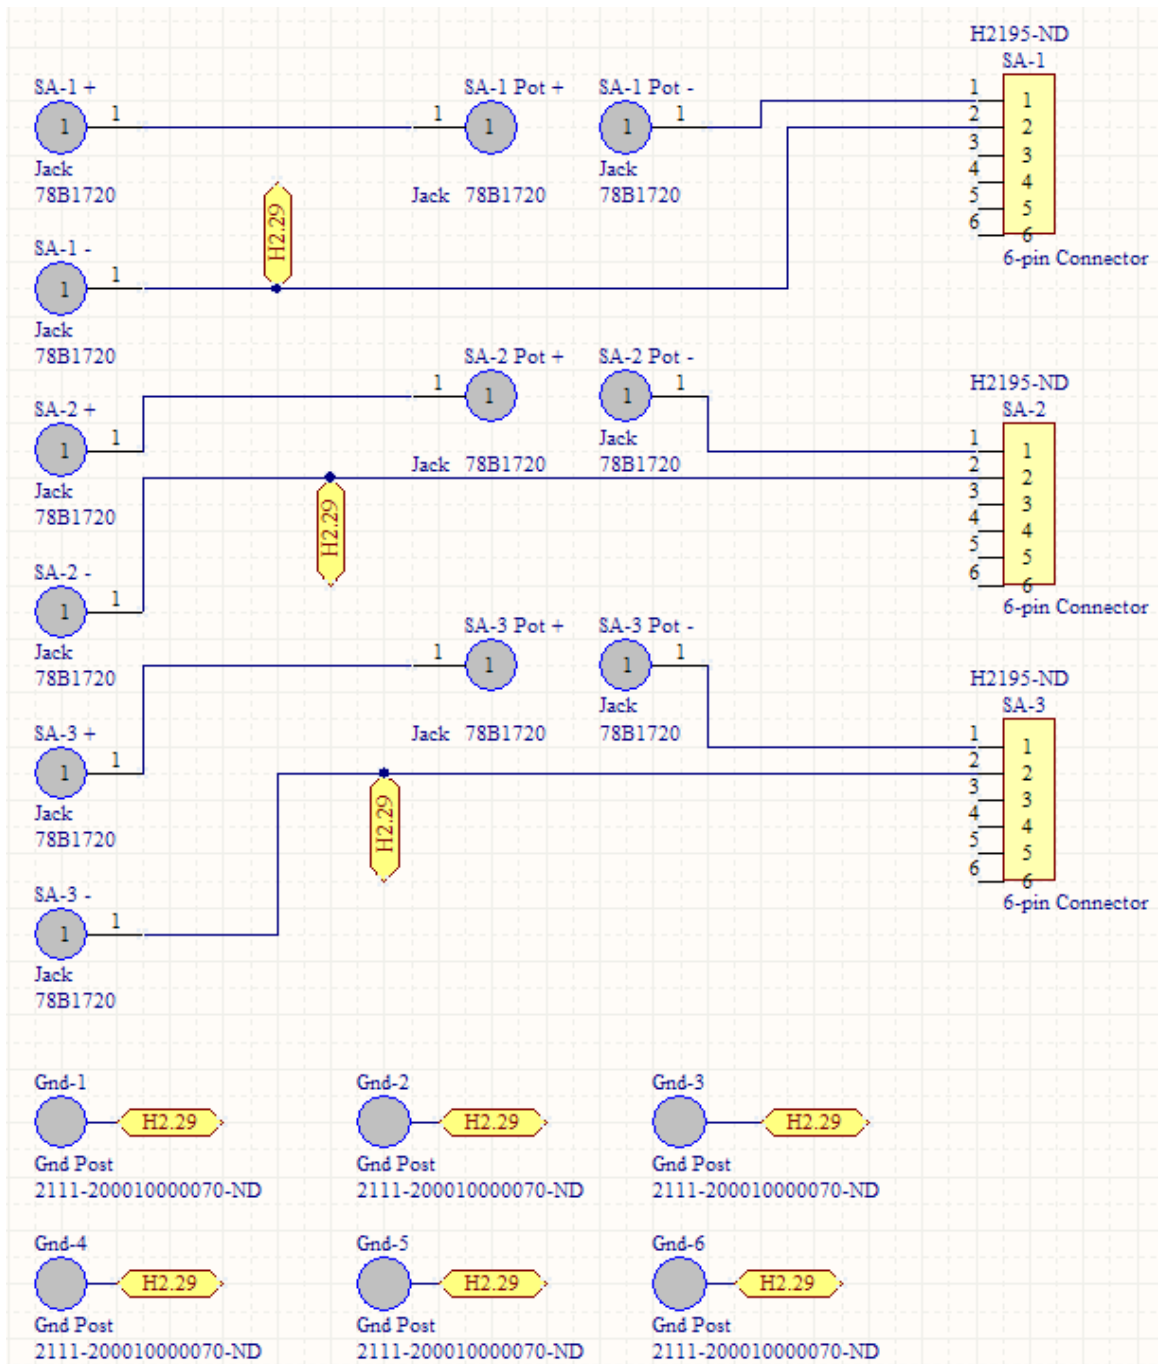 H2195-ND
SA-1
SA-1 +
SA-1 Pot +
SA-1 Pot -
1
1
1
1
1
1
1
1
1
2
2
3
3
4
4
5
5
6
6
Jack
78B1720
Jack 78B1720
Jack
78B1720
H2.29
6-pin Connector
SA-1 -
1
1
Jack
78B1720
SA-2 Pot +
SA-2 Pot -
1
1
1
1
H2195-ND
SA-2
SA-2 +
1
1
Jack
78B1720
Jack 78B1720
Jack
78B1720
1
1
2
2
3
3
4
4
5
5
6
6
6-pin Connector
H2.29
SA-2 -
1
1
Jack
78B1720
SA-3 Pot +
SA-3 Pot -
1
1
1
1
H2195-ND
SA-3
SA-3 +
1
1
Jack
78B1720
Jack 78B1720
Jack
78B1720
1
1
2
2
3
3
4
4
5
5
6
6
6-pin Connector
H2.29
SA-3 -
1
1
Jack
78B1720
Gnd-1
H2.29
Gnd Post
2111-200010000070-ND
Gnd-2
H2.29
Gnd Post
2111-200010000070-ND
Gnd-3
H2.29
Gnd Post
2111-200010000070-ND
Gnd-4
H2.29
Gnd Post
2111-200010000070-ND
Gnd-5
H2.29
Gnd Post
2111-200010000070-ND
Gnd-6
H2.29
Gnd Post
2111-200010000070-ND